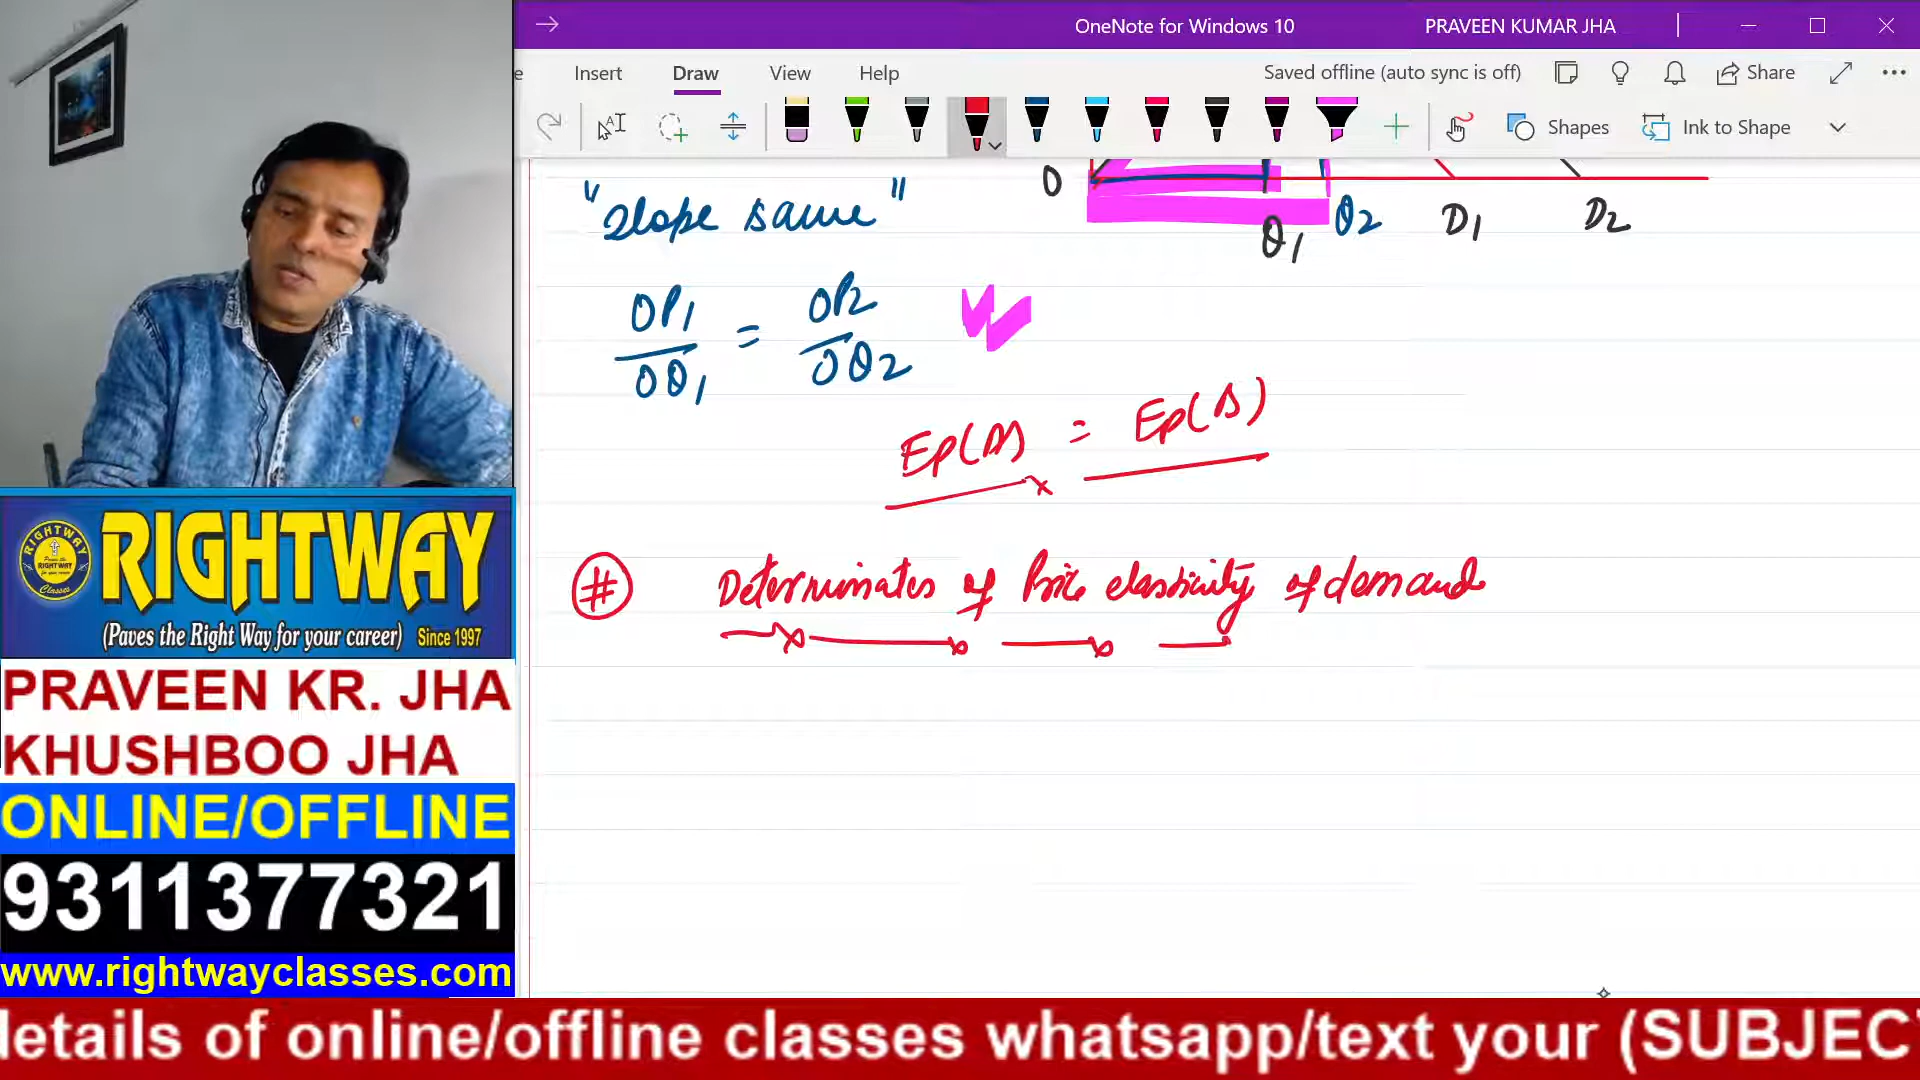 OneNote for Windows 10
PRAVEEN KUMAR JHA
Insert Draw View Help
Saved offline (auto sync is off)
Share
Shapes
Ink to Shape
"Slope same"
O
Q1 Q2 D1 D2
OP1 / OQ1 = OP2 / OQ2
Ep(A) = Ep(B)
# Determinates of Price elasticity of demand
RIGHTWAY
(Paves the Right Way for your career) Since 1997
PRAVEEN KR. JHA
KHUSHBOO JHA
ONLINE/OFFLINE
9311377321
www.rightwayclasses.com
details of online/offline classes whatsapp/text your (SUBJEC